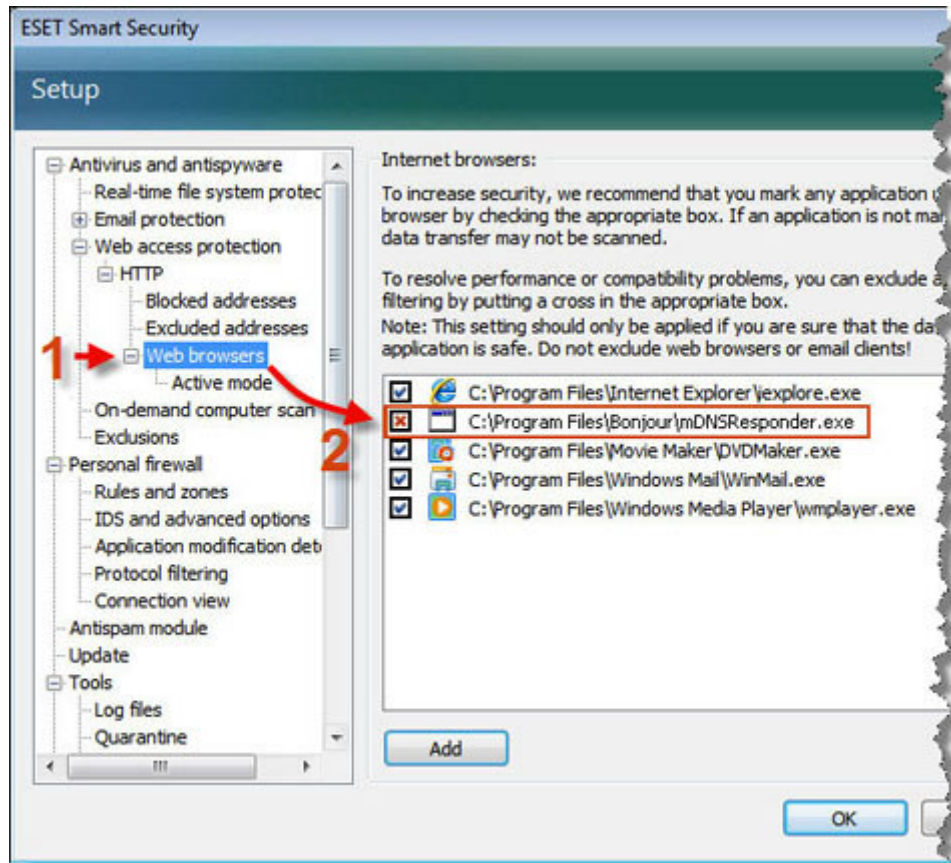 ESET Smart Security
Setup
Antivirus and antispyware
Real-time file system protec
Email protection
Web access protection
HTTP
Blocked addresses
Excluded addresses
1
Web browsers
Active mode
On-demand computer scan
Exclusions
Personal firewall
Rules and zones
IDS and advanced options
Application modification det
Protocol filtering
Connection view
Antispam module
Update
Tools
Log files
Quarantine
Internet browsers:
To increase security, we recommend that you mark any application
browser by checking the appropriate box. If an application is not mar
data transfer may not be scanned.
To resolve performance or compatibility problems, you can exclude a
filtering by putting a cross in the appropriate box.
Note: This setting should only be applied if you are sure that the da
application is safe. Do not exclude web browsers or email clients!
C:\Program Files\Internet Explorer\iexplore.exe
2
C:\Program Files\Bonjour\mDNSResponder.exe
C:\Program Files\Movie Maker\DVDMaker.exe
C:\Program Files\Windows Mail\WinMail.exe
C:\Program Files\Windows Media Player\wmplayer.exe
Add
OK